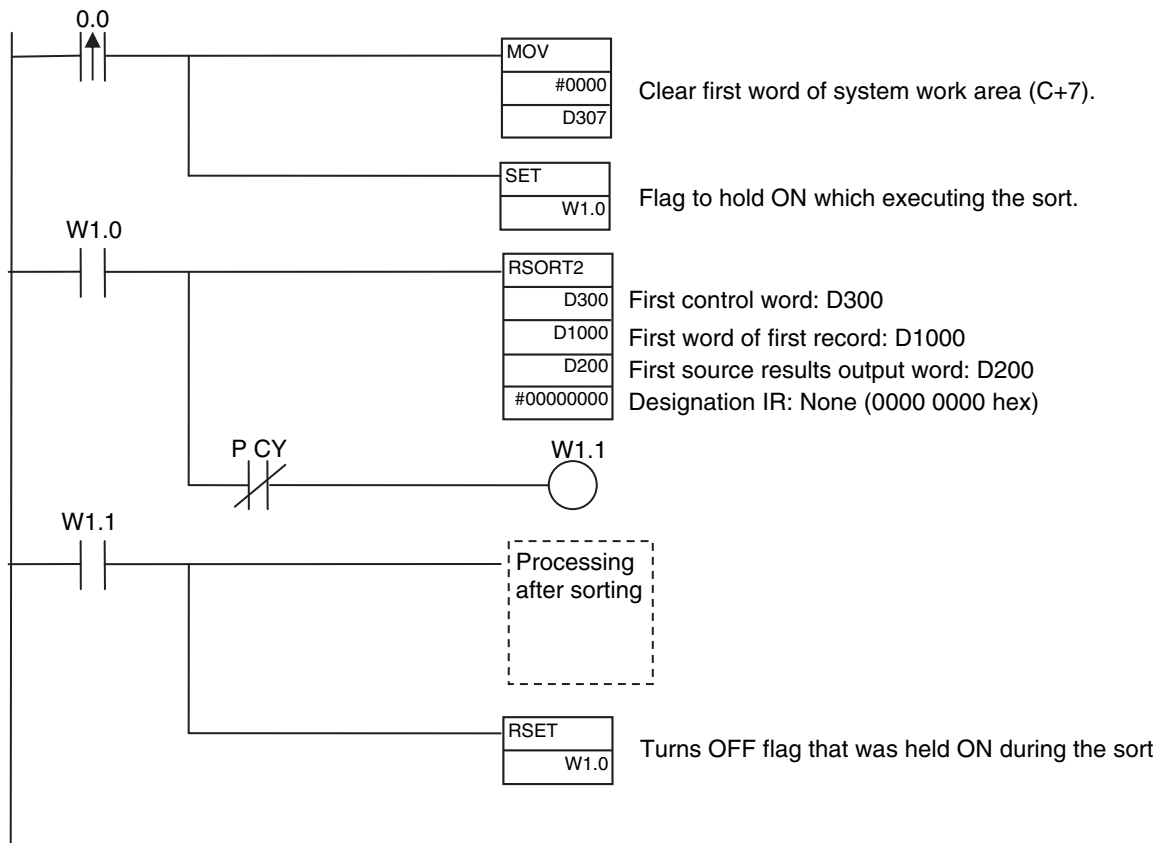 0.0
MOV
#0000
D307
Clear first word of system work area (C+7).
SET
W1.0
Flag to hold ON which executing the sort.
W1.0
RSORT2
D300
First control word: D300
D1000
First word of first record: D1000
D200
First source results output word: D200
#00000000
Designation IR: None (0000 0000 hex)
P CY
W1.1
W1.1
Processing
after sorting
RSET
W1.0
Turns OFF flag that was held ON during the sort